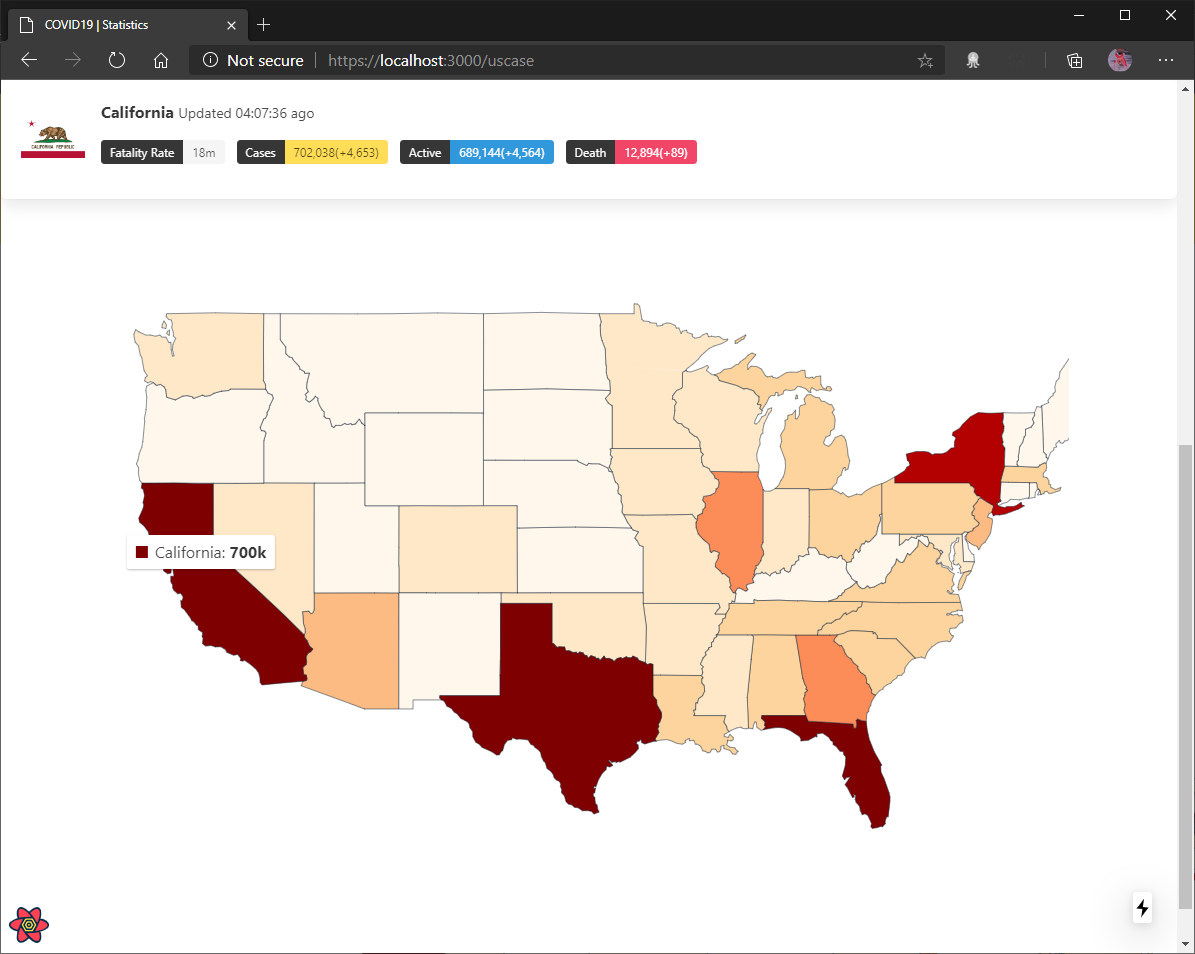 COVID19 | Statistics
Not secure https://localhost:3000/uscase
California Updated 04:07:36 ago
CALIFORNIA REPUBLIC
Fatality Rate 18m Cases 702,038(+4,653) Active 689,144(+4,564) Death 12,894(+89)
California: 700k